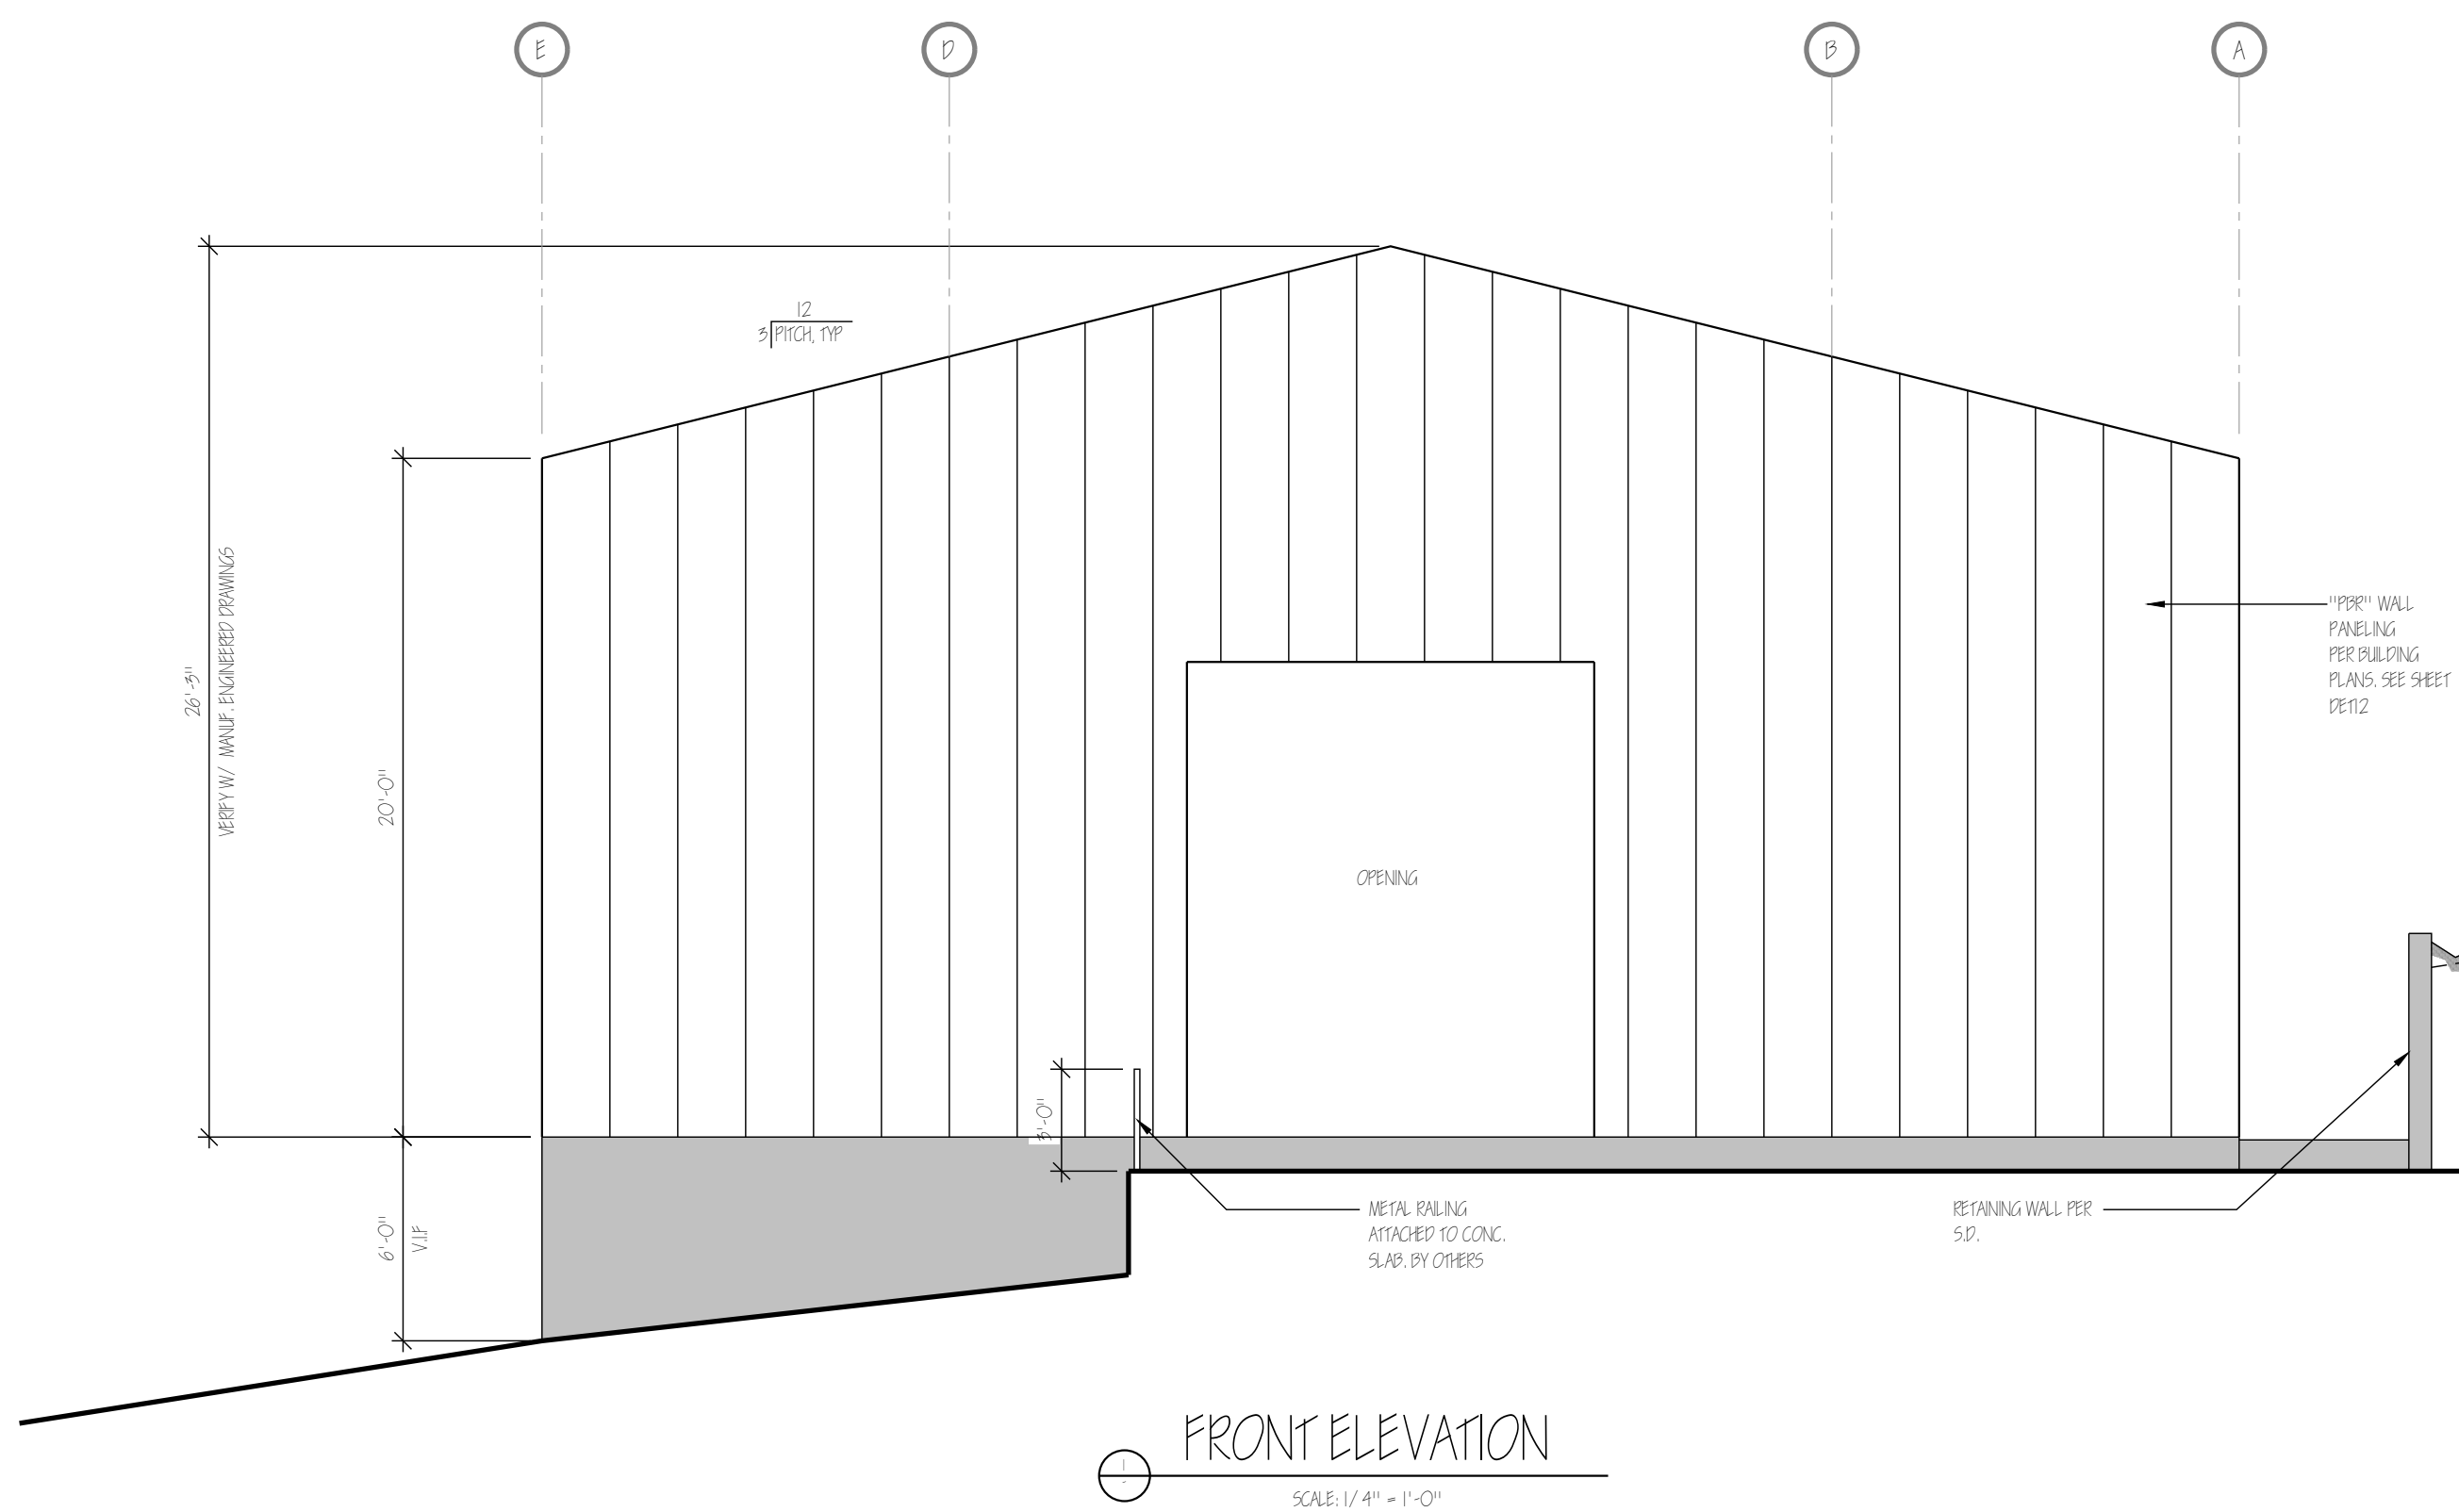 E
D
B
A
12
3 PITCH, TYP
26'-3"
VERIFY W/ MANUF. ENGINEERED DRAWINGS
20'-0"
"PBR" WALL
PANELING
PER BUILDING
PLANS. SEE SHEET
DET12
OPENING
3'-0"
6'-0"
V.I.F
METAL RAILING
ATTACHED TO CONC.
SLAB. BY OTHERS
RETAINING WALL PER
S.D.
FRONT ELEVATION
1
-
SCALE: 1/4" = 1'-0"